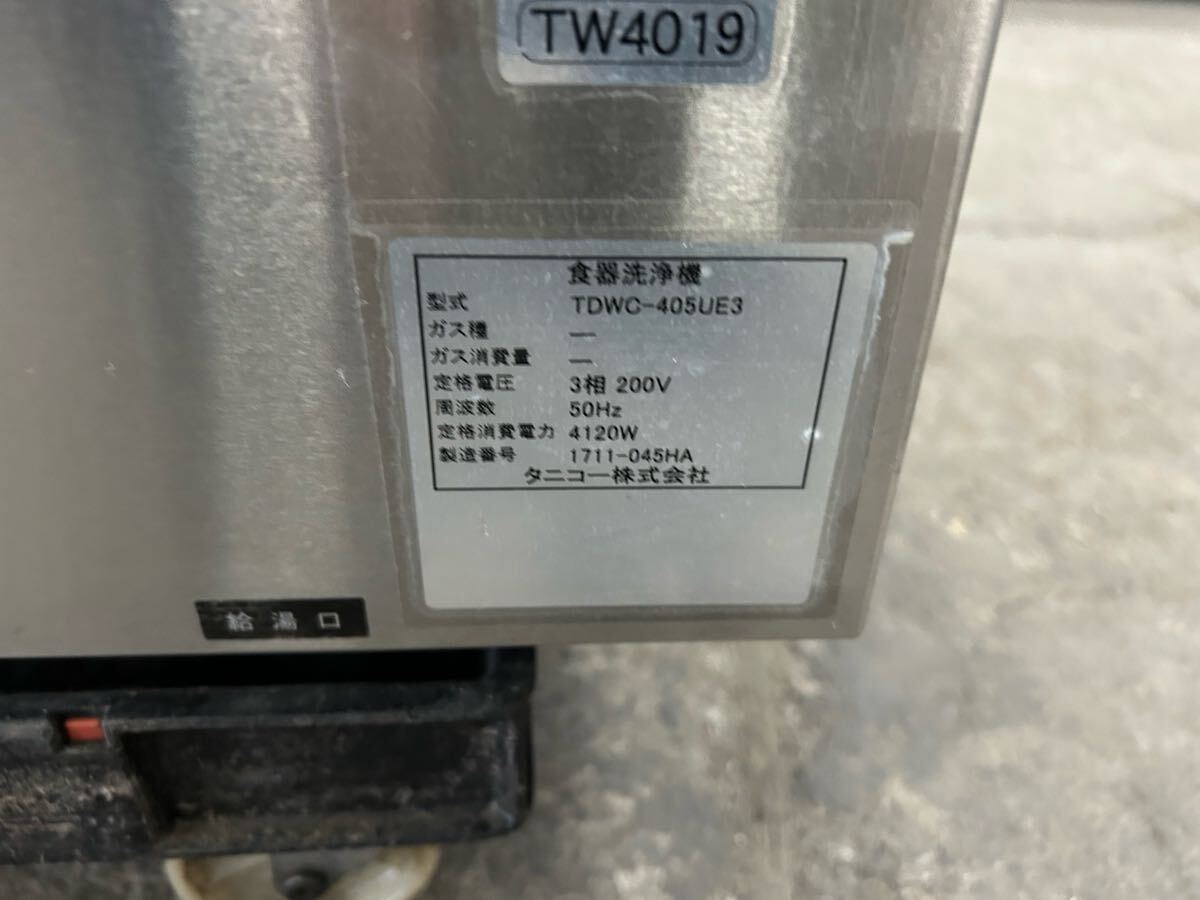 TW4019
食器洗浄機
型式 TDWC-405UE3
ガス種 —
ガス消費量 —
定格電圧 3相 200V
周波数 50Hz
定格消費電力 4120W
製造番号 1711-045HA
タニコー株式会社
給湯口